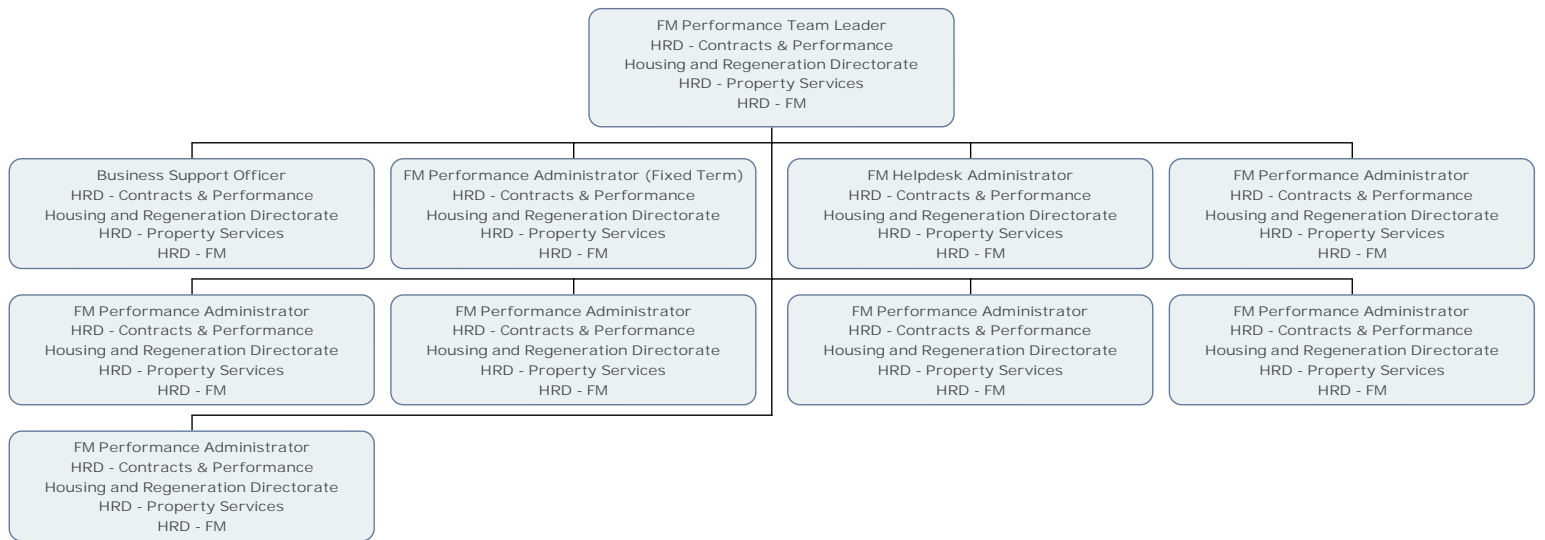 FM Performance Team Leader
HRD - Contracts & Performance
Housing and Regeneration Directorate
HRD - Property Services
HRD - FM
Business Support Officer
HRD - Contracts & Performance
Housing and Regeneration Directorate
HRD - Property Services
HRD - FM
FM Performance Administrator (Fixed Term)
HRD - Contracts & Performance
Housing and Regeneration Directorate
HRD - Property Services
HRD - FM
FM Helpdesk Administrator
HRD - Contracts & Performance
Housing and Regeneration Directorate
HRD - Property Services
HRD - FM
FM Performance Administrator
HRD - Contracts & Performance
Housing and Regeneration Directorate
HRD - Property Services
HRD - FM
FM Performance Administrator
HRD - Contracts & Performance
Housing and Regeneration Directorate
HRD - Property Services
HRD - FM
FM Performance Administrator
HRD - Contracts & Performance
Housing and Regeneration Directorate
HRD - Property Services
HRD - FM
FM Performance Administrator
HRD - Contracts & Performance
Housing and Regeneration Directorate
HRD - Property Services
HRD - FM
FM Performance Administrator
HRD - Contracts & Performance
Housing and Regeneration Directorate
HRD - Property Services
HRD - FM
FM Performance Administrator
HRD - Contracts & Performance
Housing and Regeneration Directorate
HRD - Property Services
HRD - FM